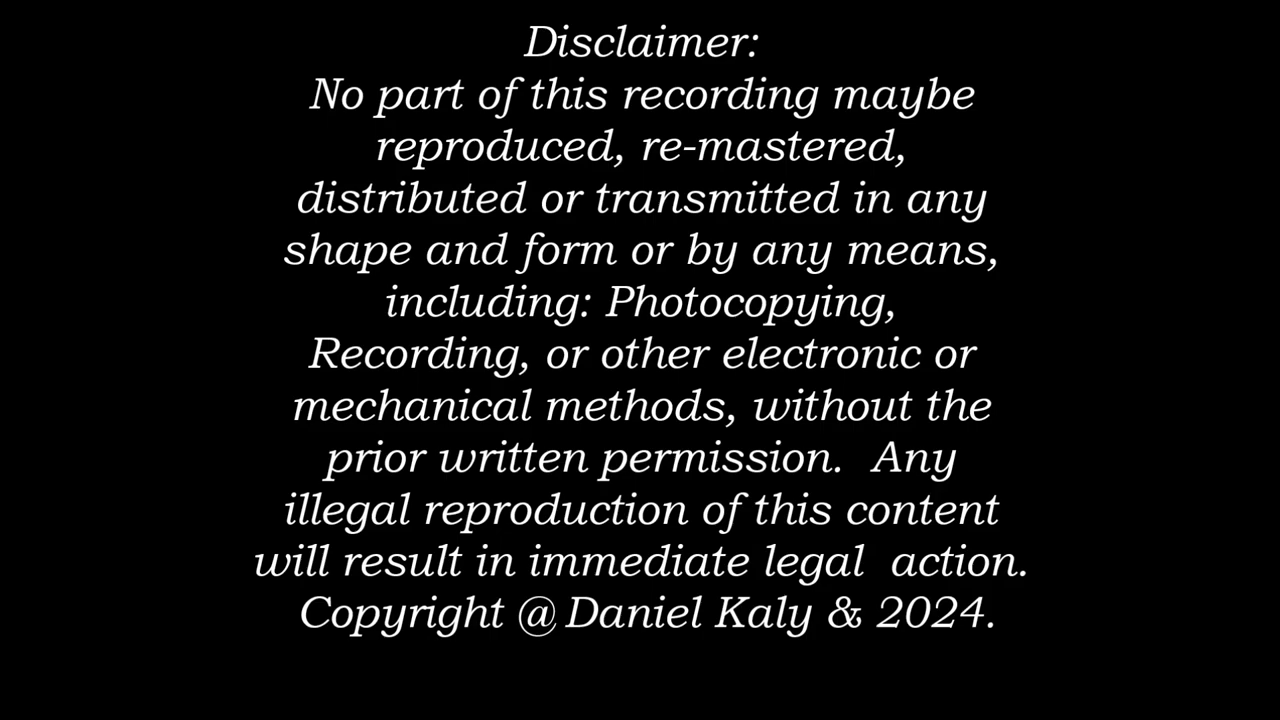 Disclaimer:
No part of this recording maybe
reproduced, re-mastered,
distributed or transmitted in any
shape and form or by any means,
including: Photocopying,
Recording, or other electronic or
mechanical methods, without the
prior written permission.  Any
illegal reproduction of this content
will result in immediate legal  action.
Copyright @ Daniel Kaly & 2024.